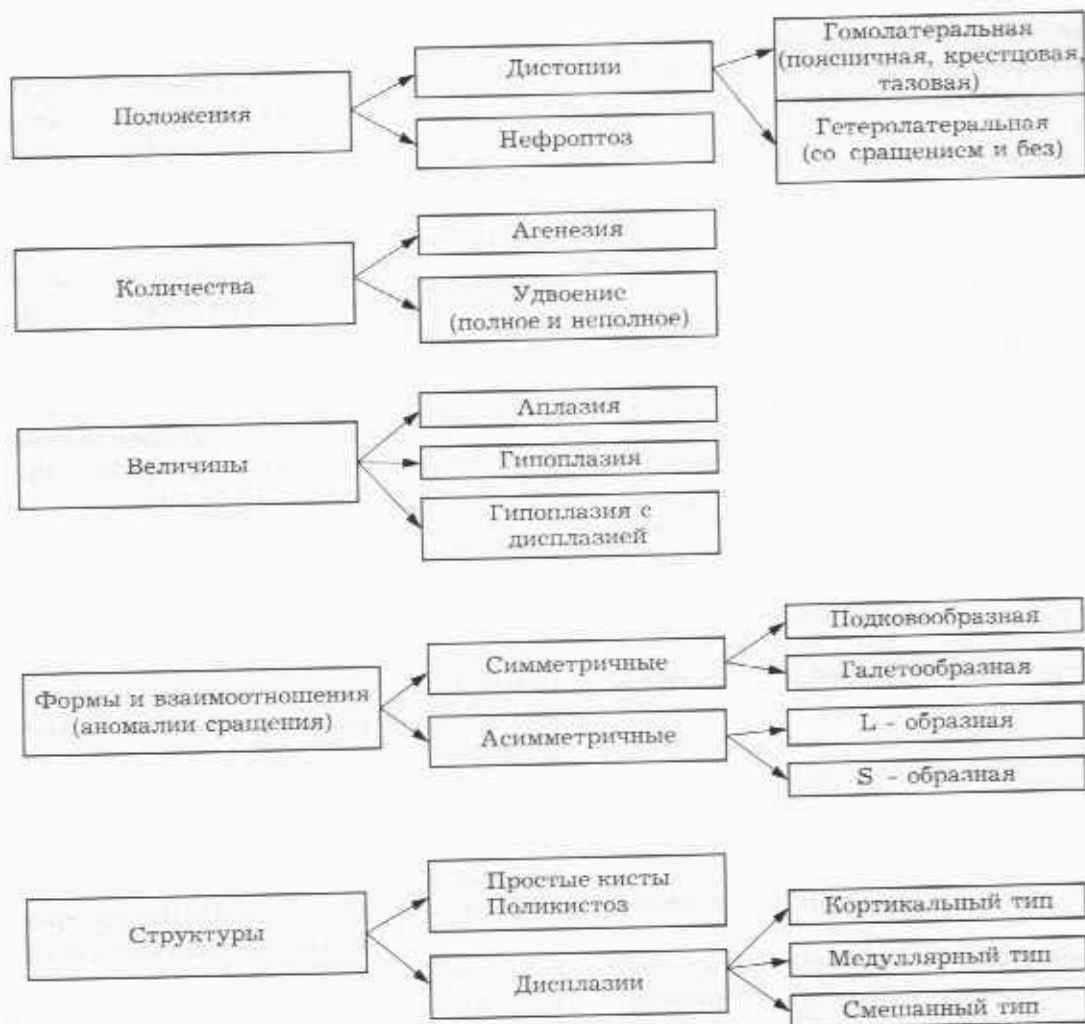 Положения
Дистопии
Нефроптоз
Гомолатеральная
(поясничная, крестцовая,
тазовая)
Гетеролатеральная
(со сращением и без)
Количества
Агенезия
Удвоение
(полное и неполное)
Величины
Аплазия
Гипоплазия
Гипоплазия с
дисплазией
Формы и взаимоотношения
(аномалии сращения)
Симметричные
Асимметричные
Подковообразная
Галетообразная
L - образная
S - образная
Структуры
Простые кисты
Поликистоз
Дисплазии
Кортикальный тип
Медуллярный тип
Смешанный тип